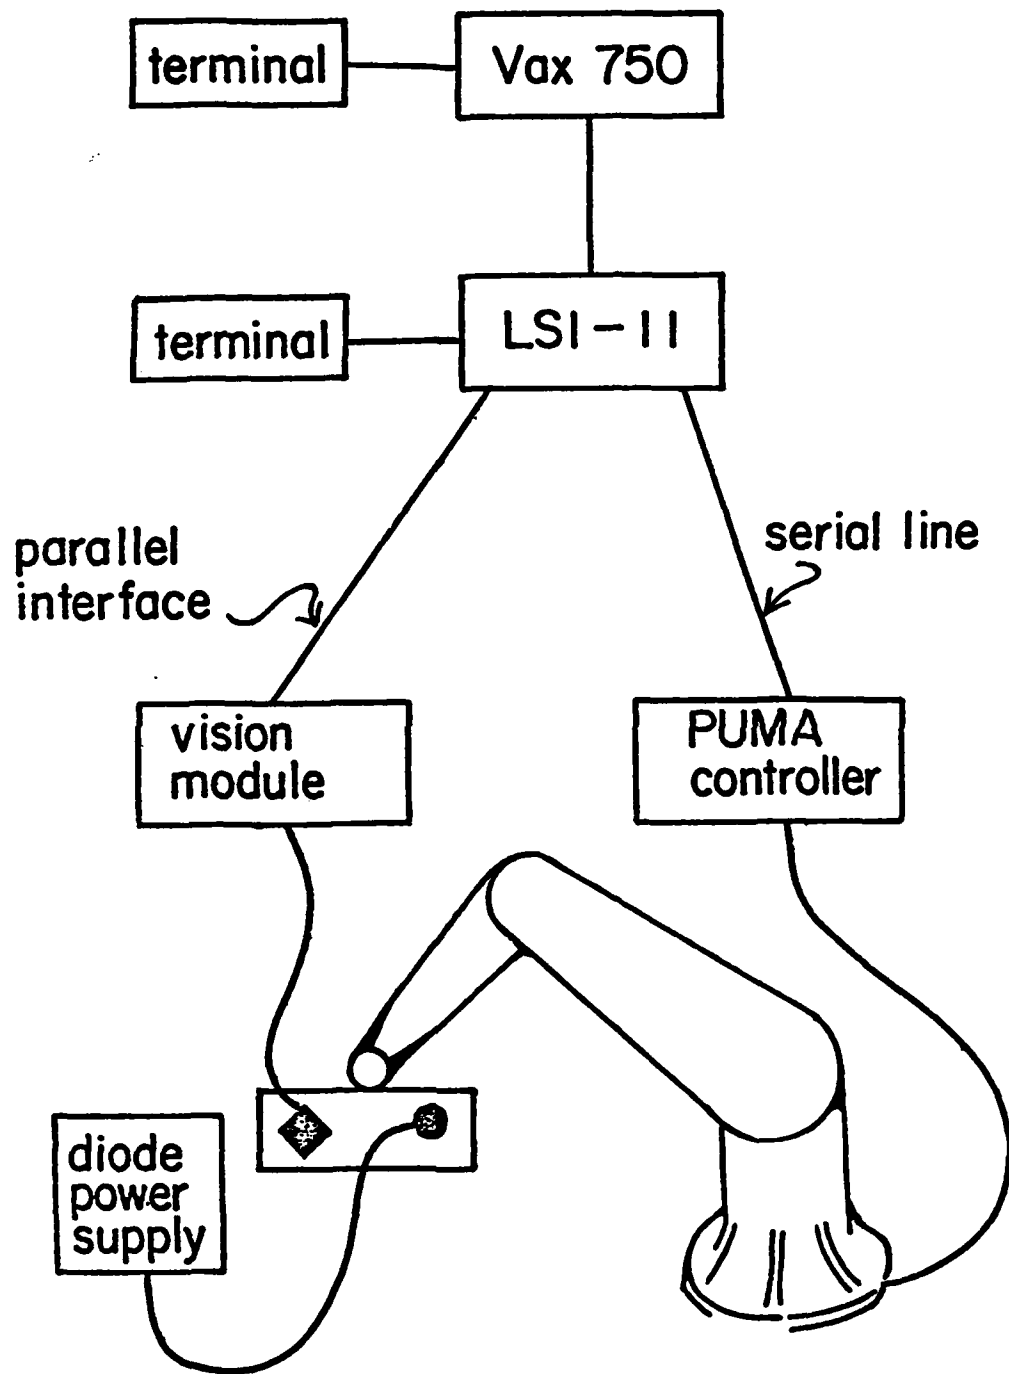 terminal
Vax 750
terminal
LSI-11
parallel
interface
serial line
vision
module
PUMA
controller
diode
power
supply